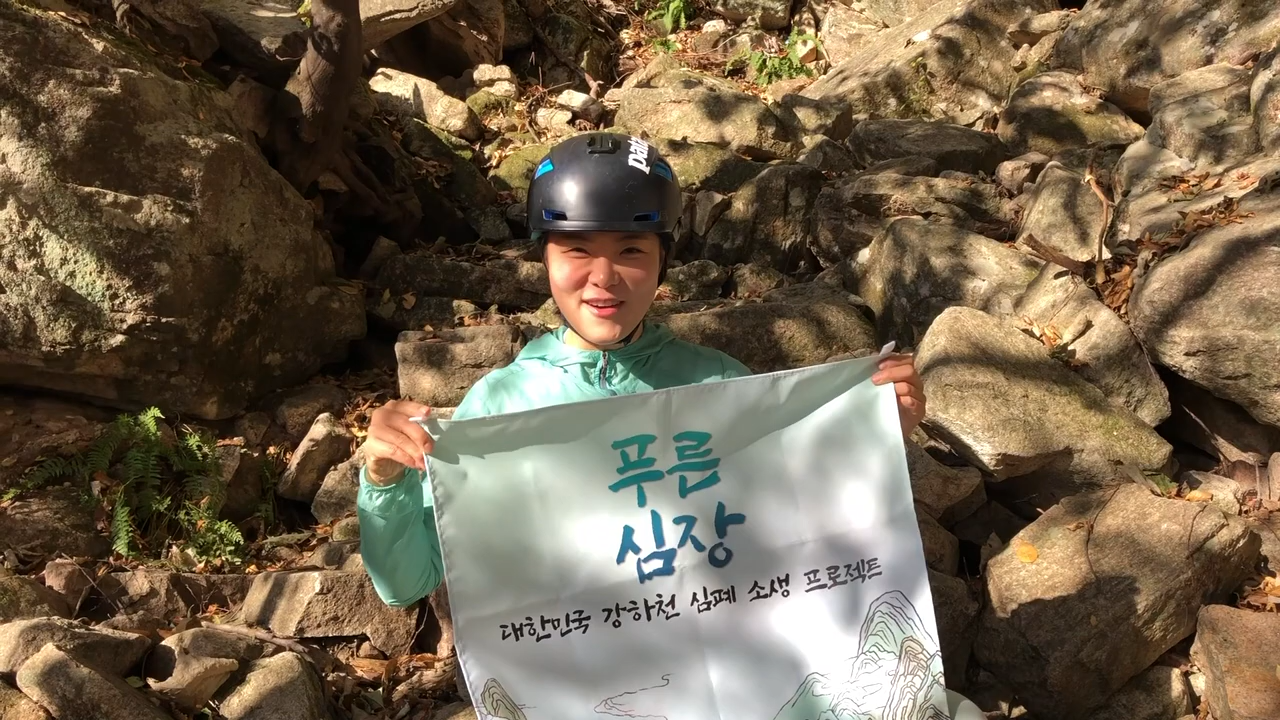 푸른
심장
대한민국 강하천 심폐 소생 프로젝트